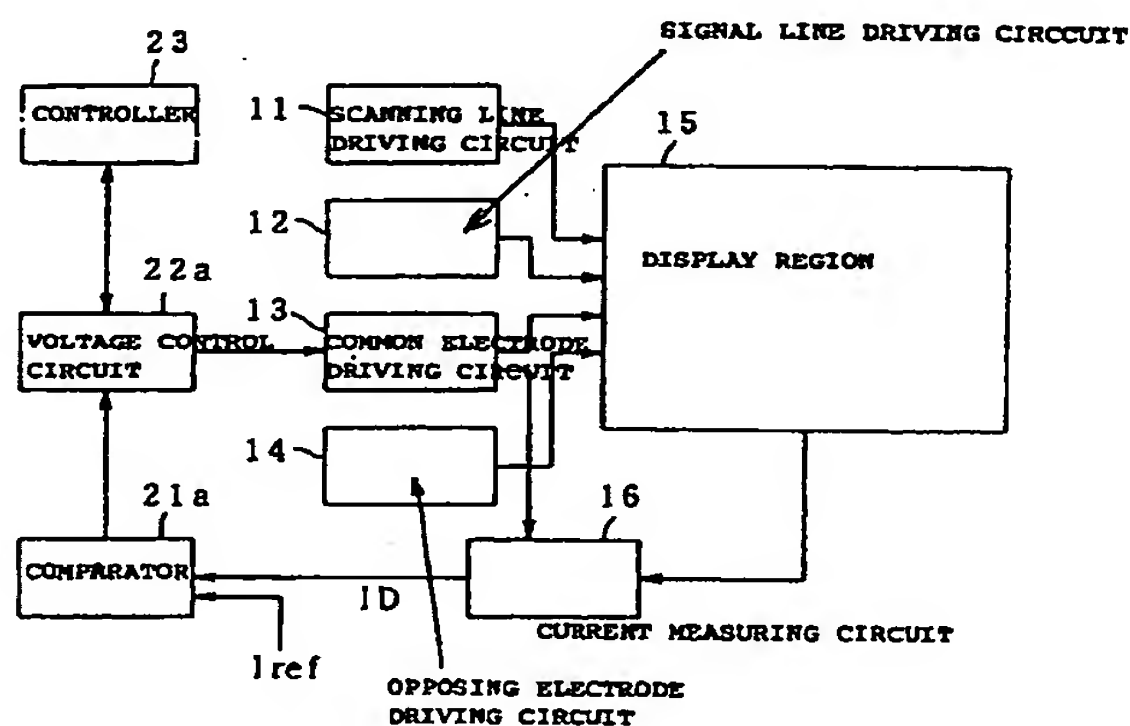 SIGNAL LINE DRIVING CIRCCUIT
23
CONTROLLER
11
SCANNING LINE
DRIVING CIRCUIT
15
12
DISPLAY REGION
22a
VOLTAGE CONTROL
CIRCUIT
13
COMMON ELECTRODE
DRIVING CIRCUIT
14
21a
COMPARATOR
16
ID
CURRENT MEASURING CIRCUIT
Iref
OPPOSING ELECTRODE
DRIVING CIRCUIT